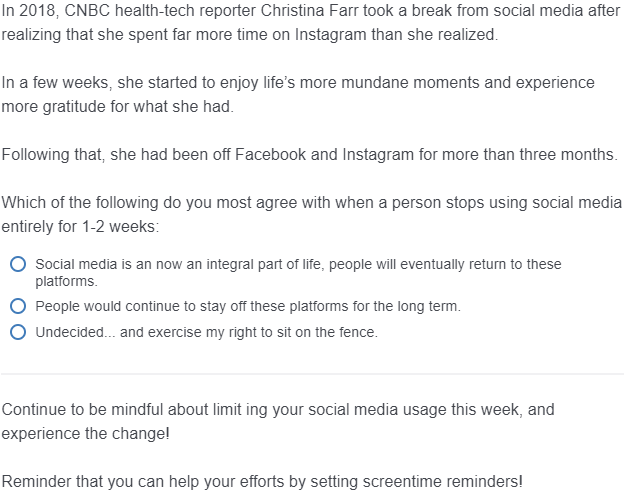 In 2018, CNBC health-tech reporter Christina Farr took a break from social media after
realizing that she spent far more time on Instagram than she realized.
In a few weeks, she started to enjoy life's more mundane moments and experience
more gratitude for what she had.
Following that, she had been off Facebook and Instagram for more than three months.
Which of the following do you most agree with when a person stops using social media
entirely for 1-2 weeks:
Social media is an now an integral part of life, people will eventually return to these
platforms.
People would continue to stay off these platforms for the long term.
Undecided... and exercise my right to sit on the fence.
Continue to be mindful about limit ing your social media usage this week, and
experience the change!
Reminder that you can help your efforts by setting screentime reminders!